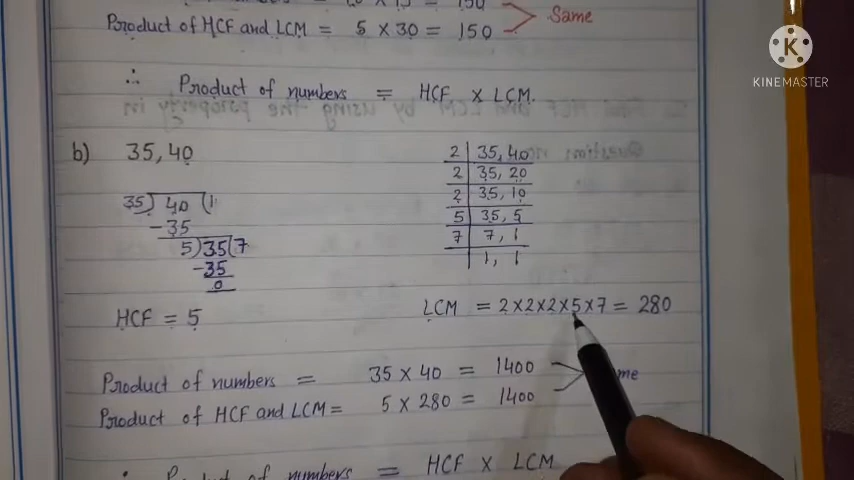 = 150
Product of HCF and LCM = 5 × 30 = 150
Same
∴ Product of numbers = HCF × LCM.
KINEMASTER
b) 35, 40
35) 40 (1
-35
5) 35 (7
-35
0
2 | 35, 40
2 | 35, 20
2 | 35, 10
5 | 35, 5
7 | 7, 1
1, 1
HCF = 5
LCM = 2×2×2×5×7 = 280
Product of numbers = 35 × 40 = 1400
Product of HCF and LCM = 5 × 280 = 1400
me
∴ Product of numbers = HCF × LCM